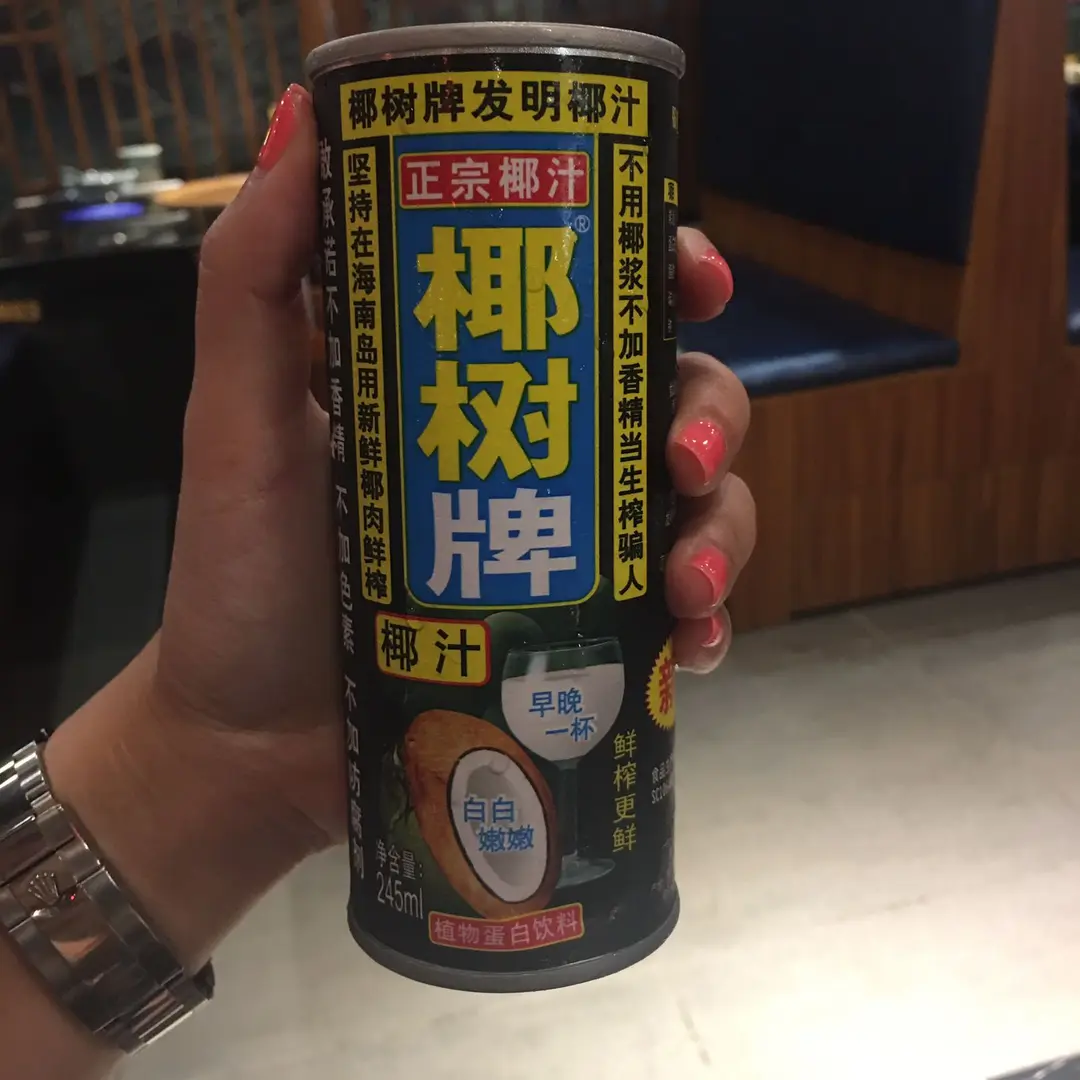 椰树牌发明椰汁
正宗椰汁
®
椰树牌
坚持在海南岛用新鲜椰肉鲜榨
不用椰浆不加香精当生榨骗人
敢承诺不加香精 不加色素 不加防腐剂
椰汁
早晚
一杯
白白
嫩嫩
鲜榨更鲜
净含量:
245ml
植物蛋白饮料